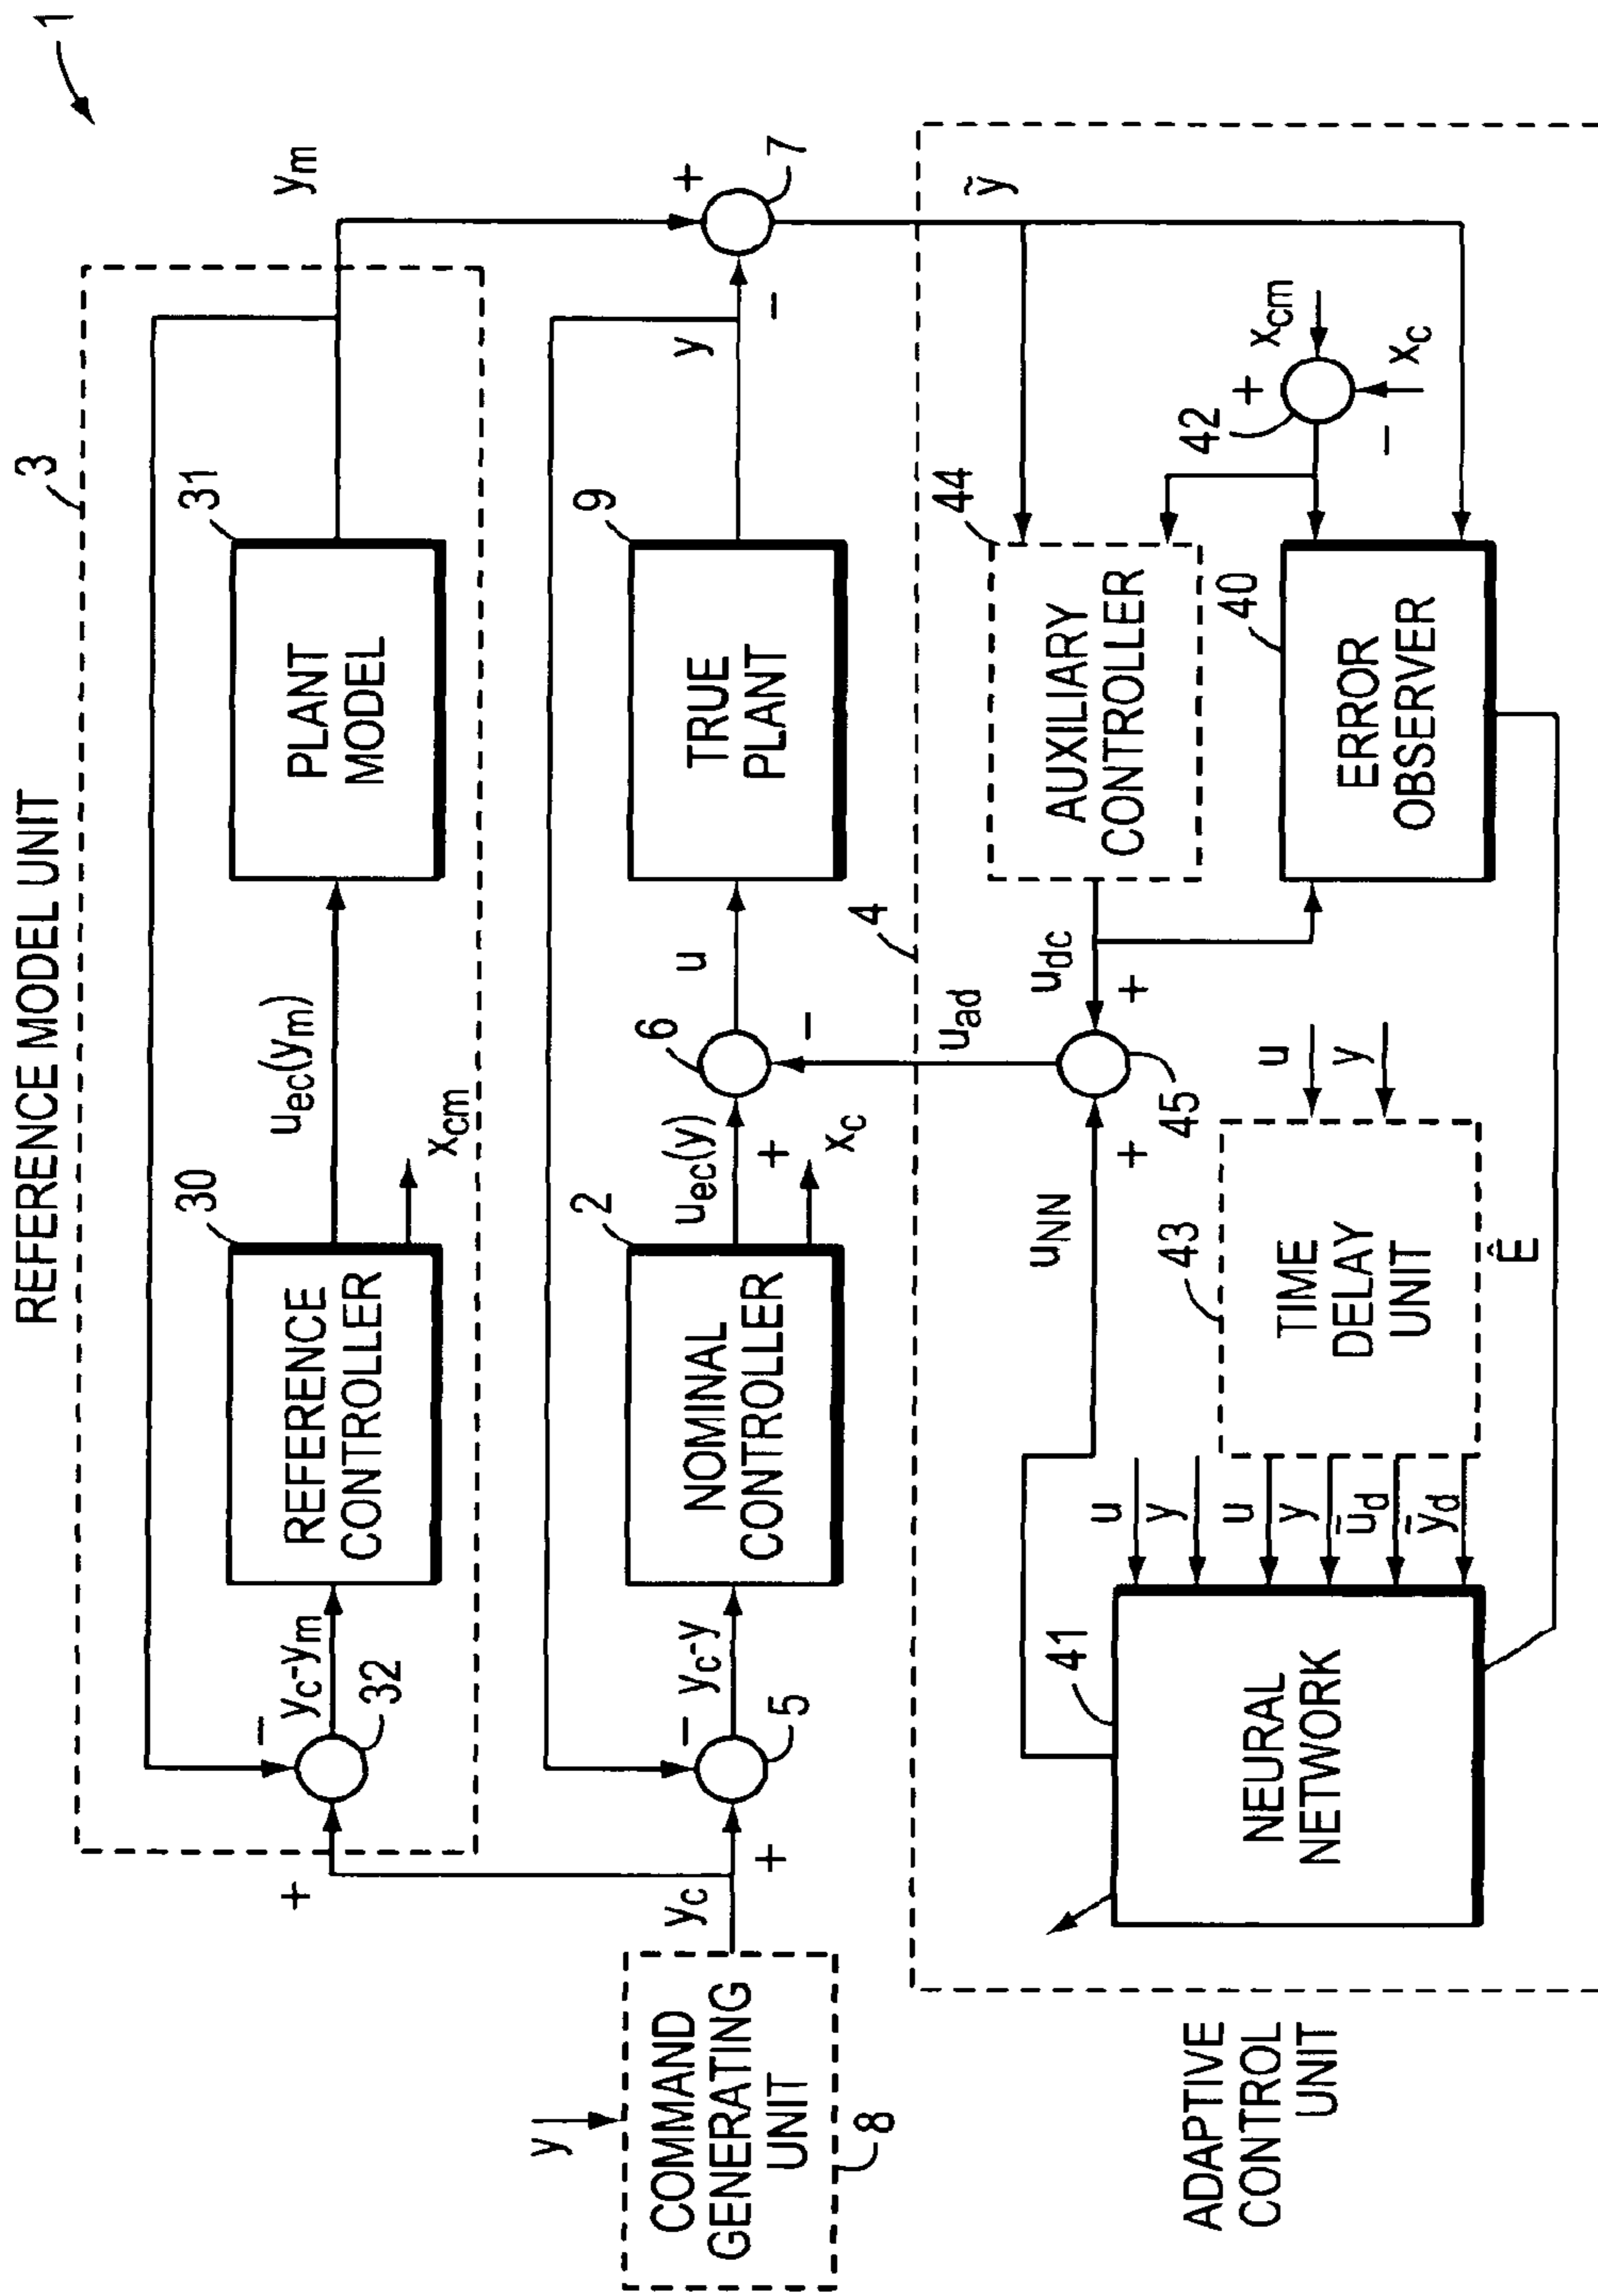 1
REFERENCE MODEL UNIT
3
30
31
yc-ym
32
REFERENCE
CONTROLLER
uec(ym)
xcm
PLANT
MODEL
ym
+
−
y
COMMAND
GENERATING
UNIT
8
yc
+
−
yc-y
5
2
NOMINAL
CONTROLLER
uec(y)
+
xc
6
−
u
9
TRUE
PLANT
y
−
+
7
ỹ
4
ADAPTIVE
CONTROL
UNIT
41
NEURAL
NETWORK
u
y
u
y
ūd
ȳd
43
TIME
DELAY
UNIT
u
y
uNN
+
45
uad
udc
+
44
AUXILIARY
CONTROLLER
40
ERROR
OBSERVER
42
+
−
xcm
xc
Ê